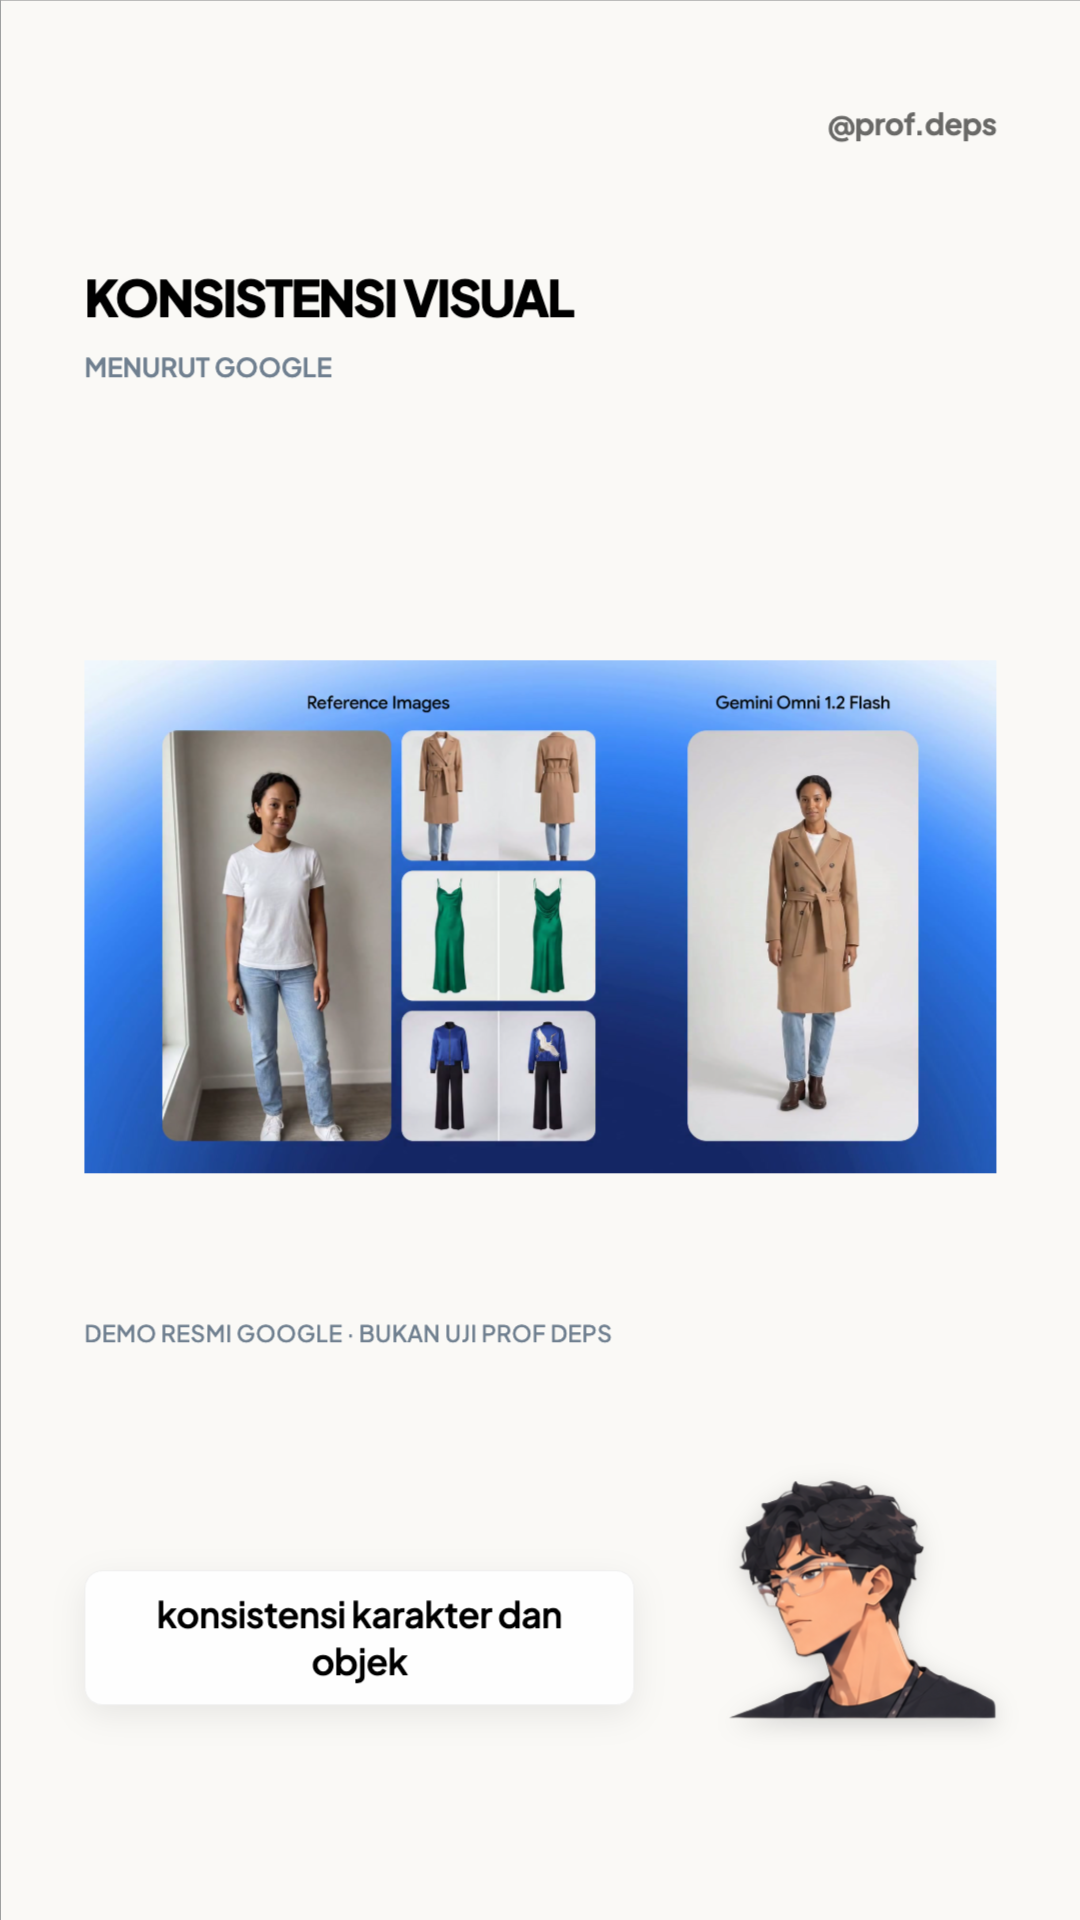 @prof.deps
KONSISTENSI VISUAL
MENURUT GOOGLE
Reference Images
Gemini Omni 1.2 Flash
DEMO RESMI GOOGLE · BUKAN UJI PROF DEPS
konsistensi karakter dan
objek